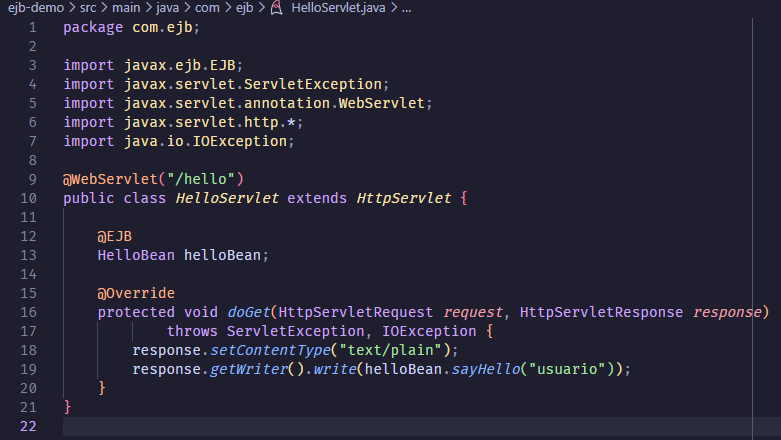 ejb-demo > src > main > java > com > ejb > HelloServlet.java > ...
1 package com.ejb;
2
3 import javax.ejb.EJB;
4 import javax.servlet.ServletException;
5 import javax.servlet.annotation.WebServlet;
6 import javax.servlet.http.*;
7 import java.io.IOException;
8
9 @WebServlet("/hello")
10 public class HelloServlet extends HttpServlet {
11
12     @EJB
13     HelloBean helloBean;
14
15     @Override
16     protected void doGet(HttpServletRequest request, HttpServletResponse response)
17             throws ServletException, IOException {
18         response.setContentType("text/plain");
19         response.getWriter().write(helloBean.sayHello("usuario"));
20     }
21 }
22